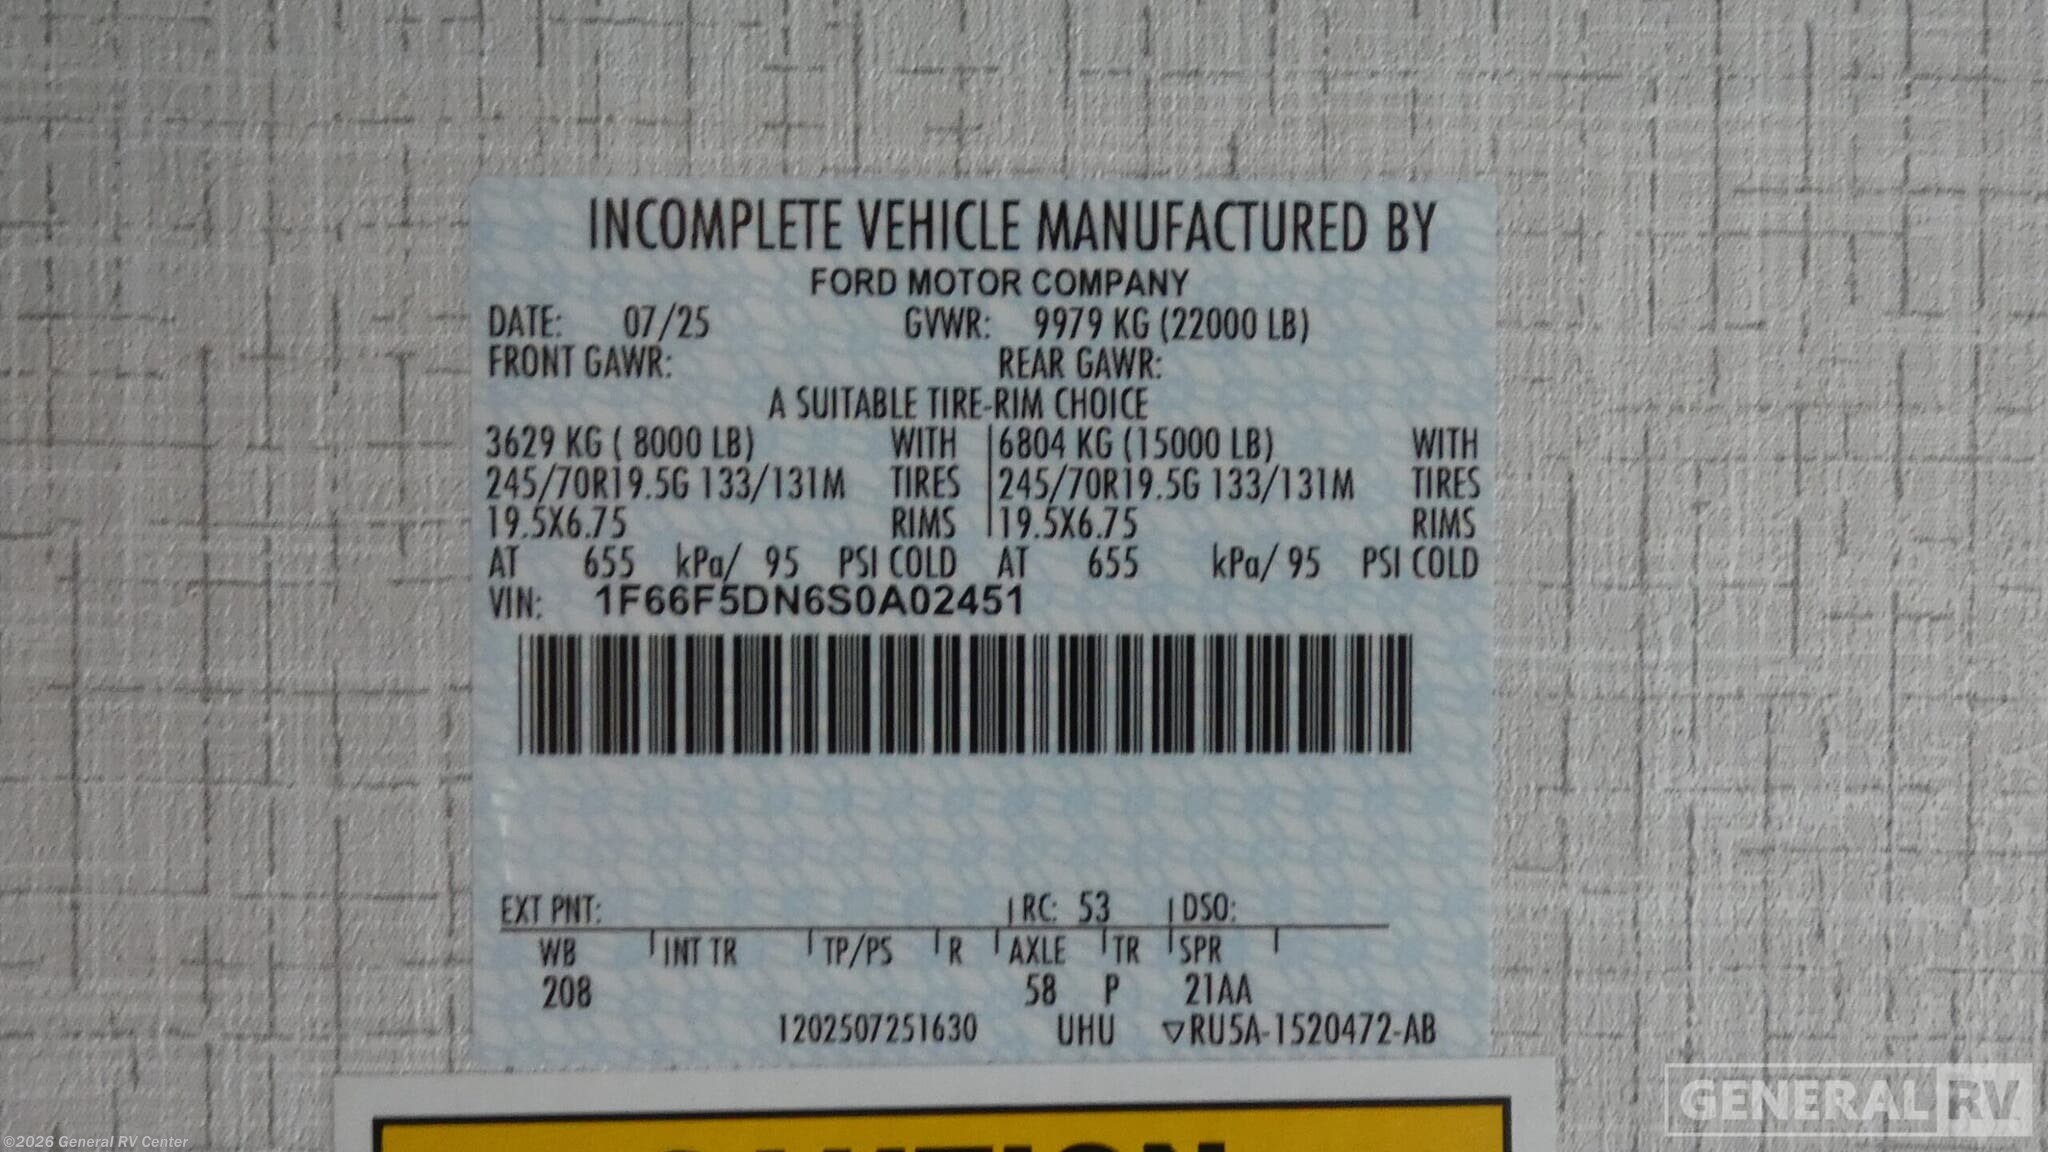 INCOMPLETE VEHICLE MANUFACTURED BY
FORD MOTOR COMPANY
DATE: 07/25 GVWR: 9979 KG (22000 LB)
FRONT GAWR: REAR GAWR:
A SUITABLE TIRE-RIM CHOICE
3629 KG ( 8000 LB) WITH 6804 KG (15000 LB) WITH
245/70R19.5G 133/131M TIRES 245/70R19.5G 133/131M TIRES
19.5X6.75 RIMS 19.5X6.75 RIMS
AT 655 kPa/ 95 PSI COLD AT 655 kPa/ 95 PSI COLD
VIN: 1F66F5DN6S0A02451
EXT PNT: RC: 53 DSO:
WB INT TR TP/PS R AXLE TR SPR
208 58 P 21AA
1202507251630 UHU ▽RU5A-1520472-AB
CAUTION
GENERAL RV
©2026 General RV Center